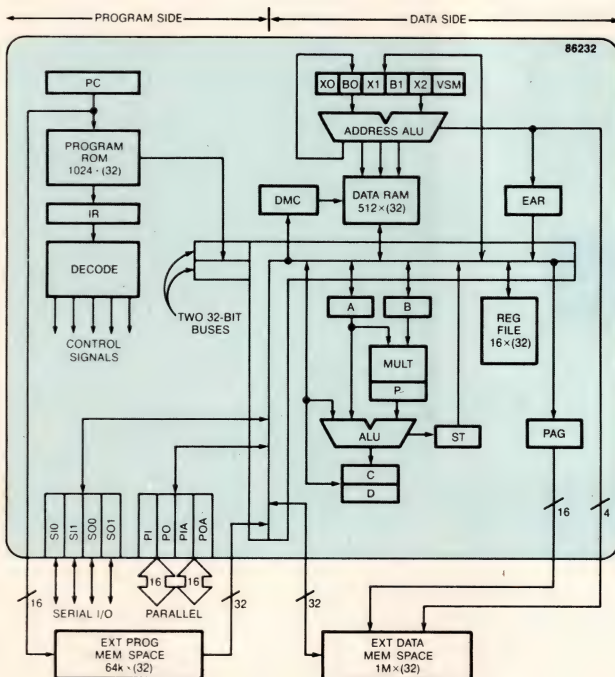 PROGRAM SIDE
DATA SIDE
86232
PC
PROGRAM
ROM
1024 · (32)
IR
DECODE
CONTROL
SIGNALS
TWO 32-BIT
BUSES
X0 B0 X1 B1 X2 VSM
ADDRESS ALU
DMC
DATA RAM
512 × (32)
EAR
A
B
REG
FILE
16 × (32)
MULT
P
ALU
ST
PAG
C
D
SI0 SI1 SO0 SO1
PI PO PIA POA
16 16
16
4
16
SERIAL I/O
PARALLEL
32
32
EXT PROG
MEM SPACE
64k · (32)
EXT DATA
MEM SPACE
1M × (32)